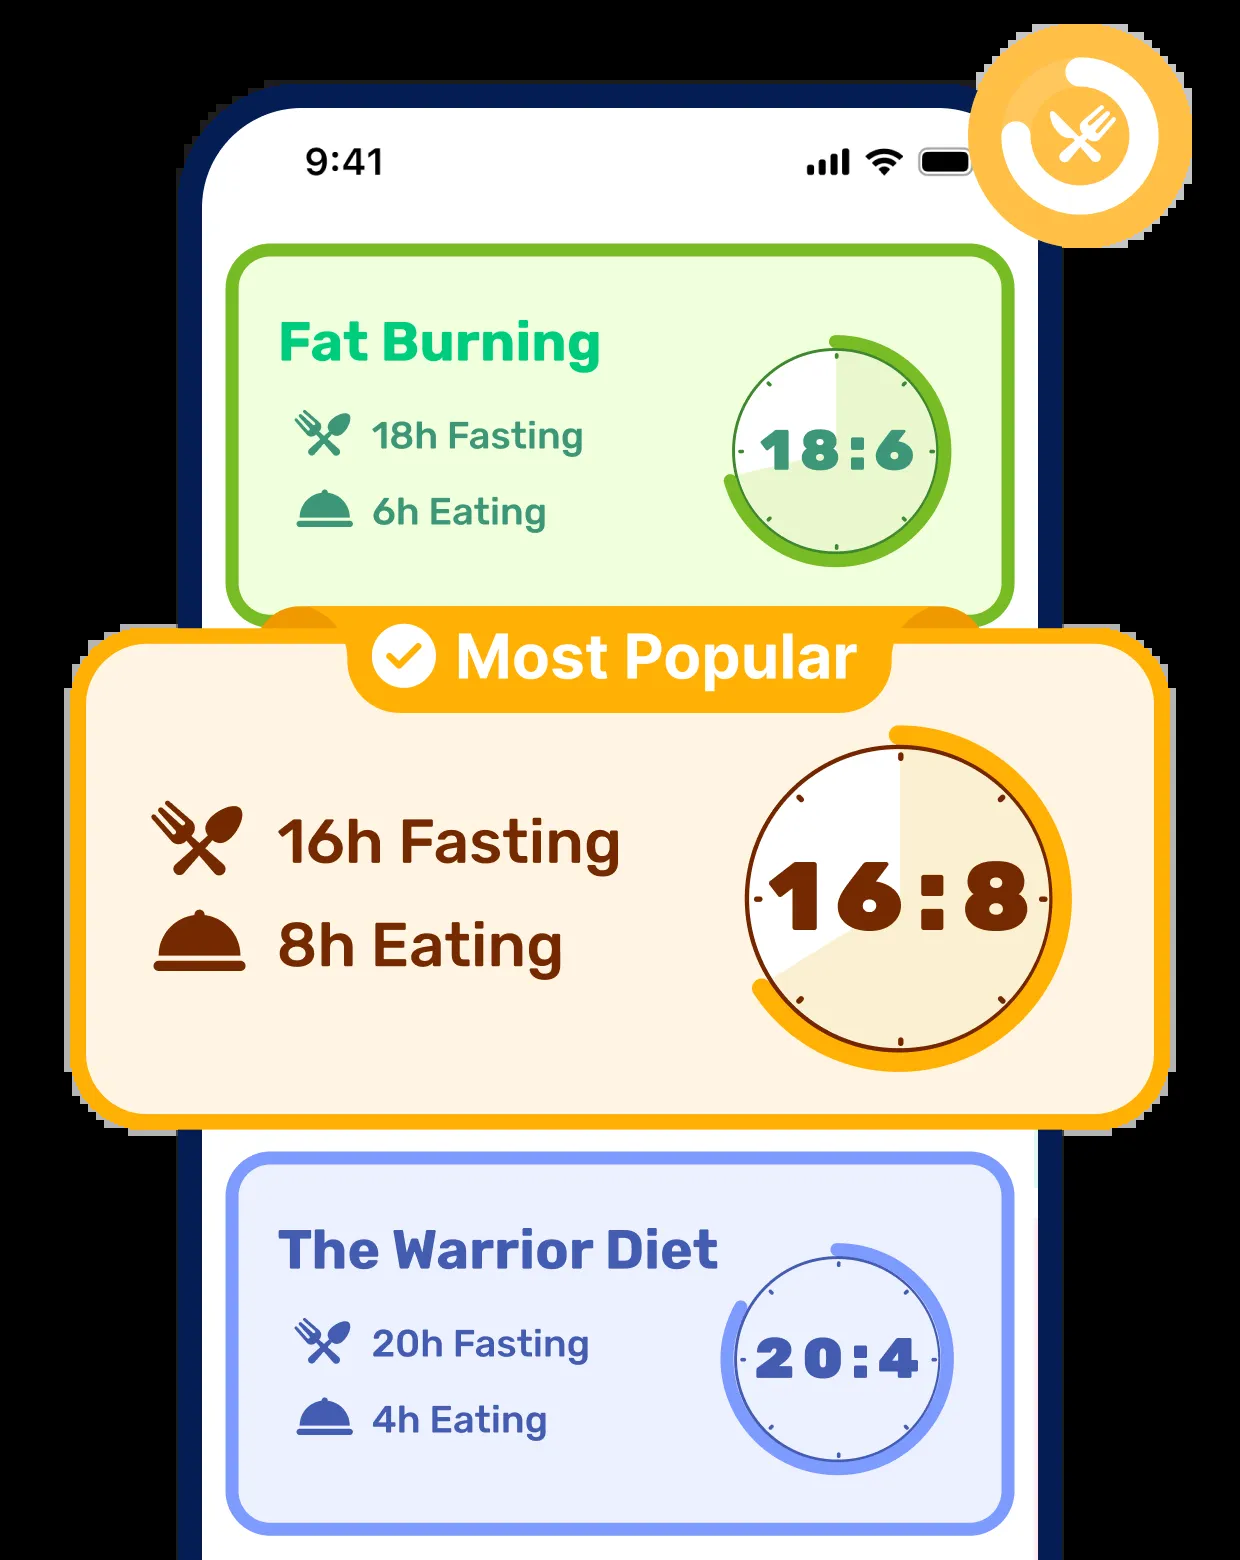 9:41
Fat Burning
18h Fasting
6h Eating
18:6
Most Popular
16h Fasting
8h Eating
16:8
The Warrior Diet
20h Fasting
4h Eating
20:4